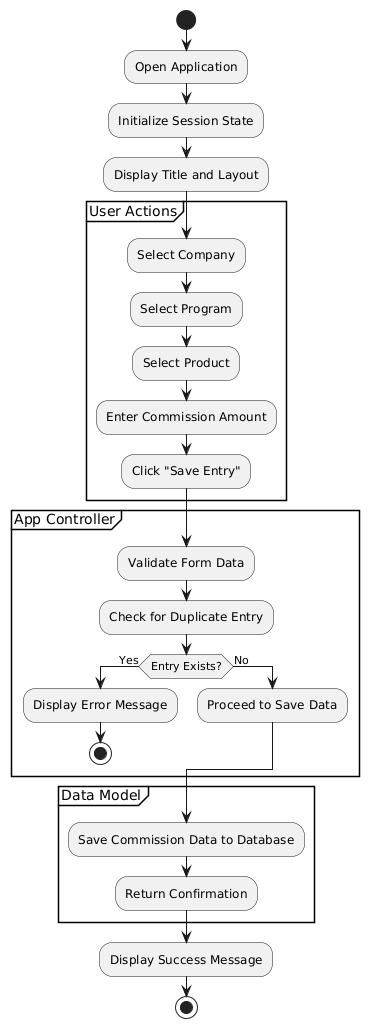 Open Application
Initialize Session State
Display Title and Layout
User Actions
Select Company
Select Program
Select Product
Enter Commission Amount
Click "Save Entry"
App Controller
Validate Form Data
Check for Duplicate Entry
Yes
Entry Exists?
No
Display Error Message
Proceed to Save Data
Data Model
Save Commission Data to Database
Return Confirmation
Display Success Message